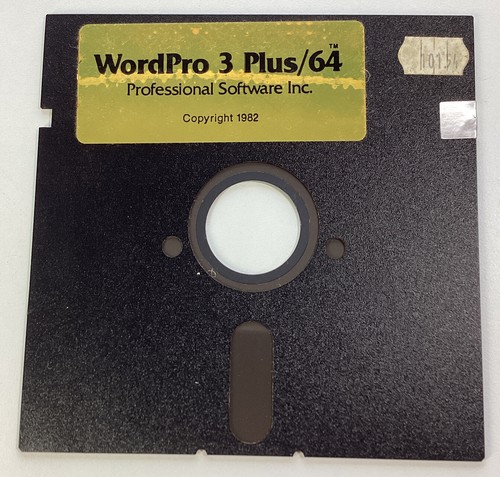 WordPro 3 Plus/64™
Professional Software Inc.
Copyright 1982